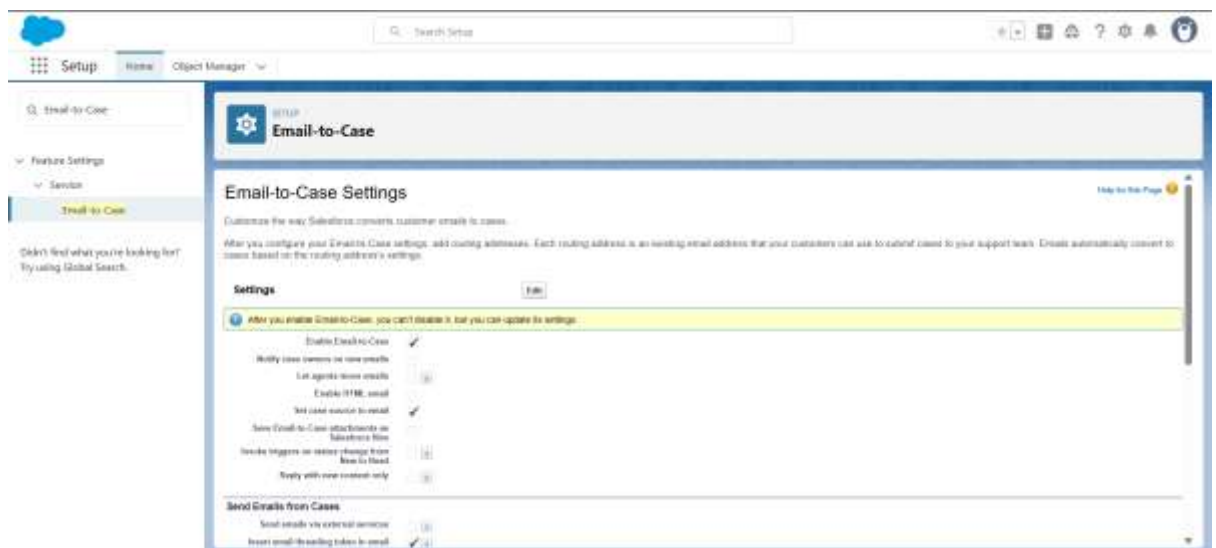 Search Setup
Setup
Home
Object Manager
Email-to-Case
Feature Settings
Service
Email-to-Case
Didn't find what you're looking for?
Try using Global Search.
SETUP
Email-to-Case
Email-to-Case Settings
Help for this Page
Customize the way Salesforce converts customer emails to cases.
After you configure your Email-to-Case settings, add routing addresses. Each routing address is an existing email address that your customers can use to submit cases to your support team. Emails automatically convert to
cases based on the routing address's settings.
Settings
Edit
After you enable Email-to-Case, you can't disable it, but you can update its settings.
Enable Email-to-Case
Notify case owners on new emails
Let agents move emails
Enable HTML email
Set case source to email
Save Email-to-Case attachments as
Salesforce files
Invoke triggers on status change from
New to Read
Reply with new content only
Send Emails from Cases
Send emails via external services
Insert email threading token in email